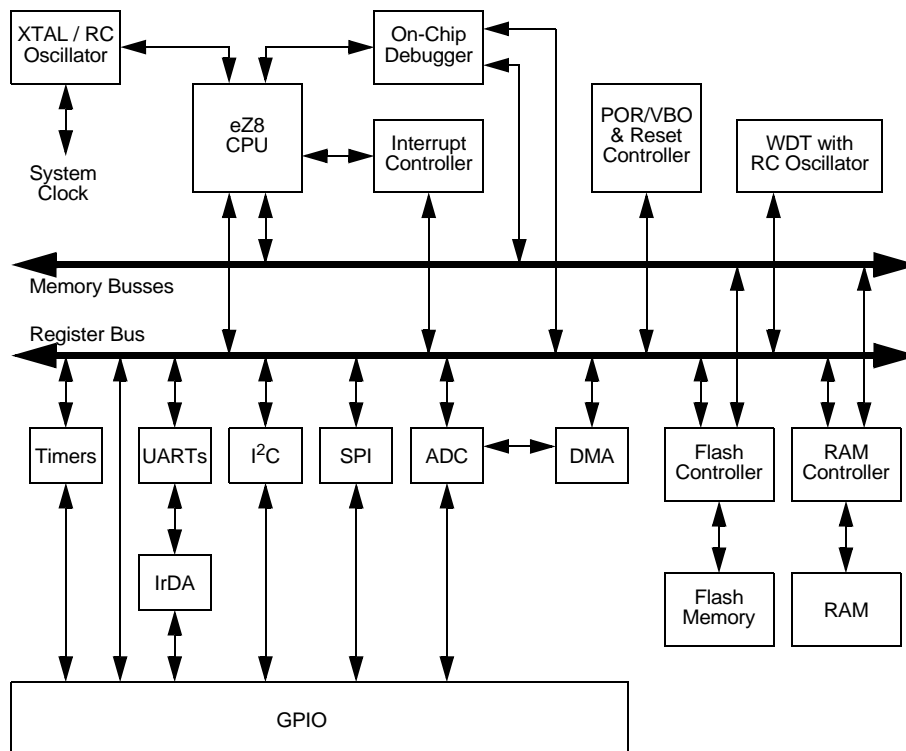 XTAL / RC
Oscillator
On-Chip
Debugger
eZ8
CPU
Interrupt
Controller
POR/VBO
& Reset
Controller
WDT with
RC Oscillator
System
Clock
Memory Busses
Register Bus
Timers
UARTs
I²C
SPI
ADC
DMA
Flash
Controller
RAM
Controller
IrDA
Flash
Memory
RAM
GPIO